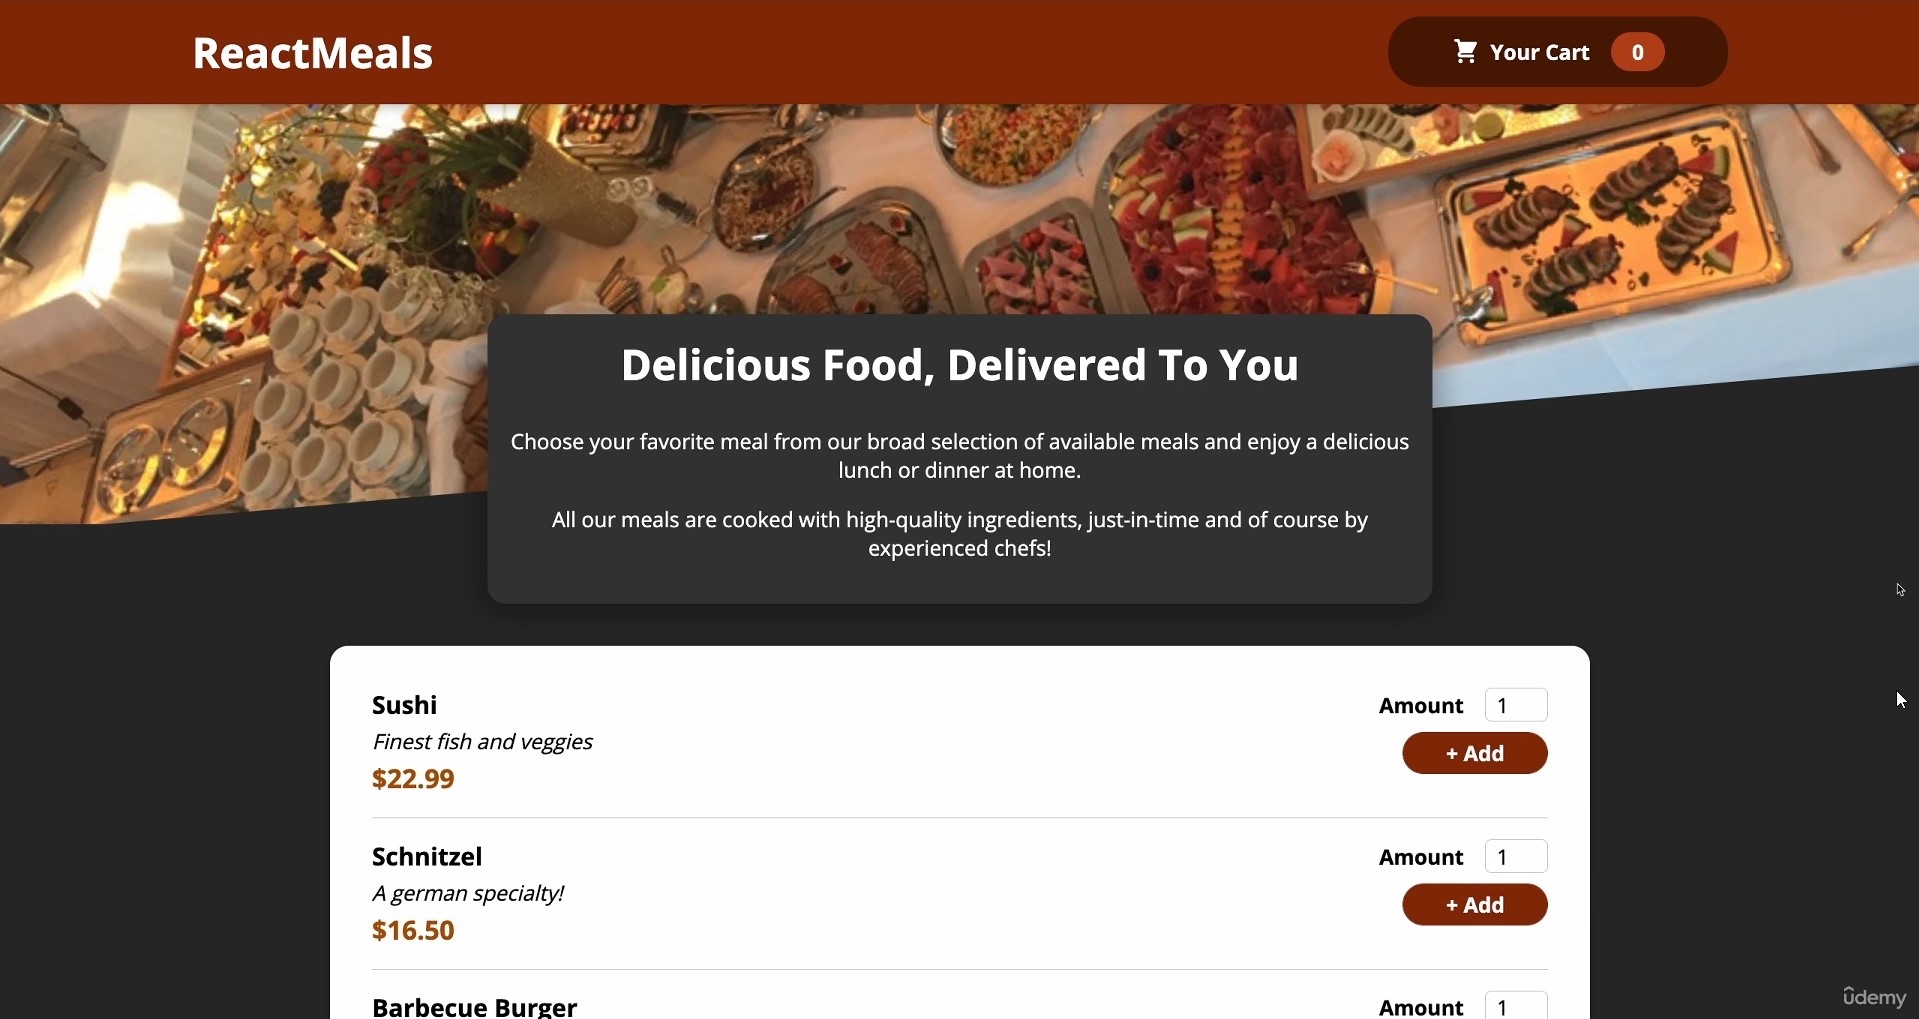 ReactMeals
Your Cart 0
Delicious Food, Delivered To You
Choose your favorite meal from our broad selection of available meals and enjoy a delicious
lunch or dinner at home.
All our meals are cooked with high-quality ingredients, just-in-time and of course by
experienced chefs!
Sushi
Finest fish and veggies
$22.99
Amount 1
+ Add
Schnitzel
A german specialty!
$16.50
Amount 1
+ Add
Barbecue Burger
Amount 1
ûdemy